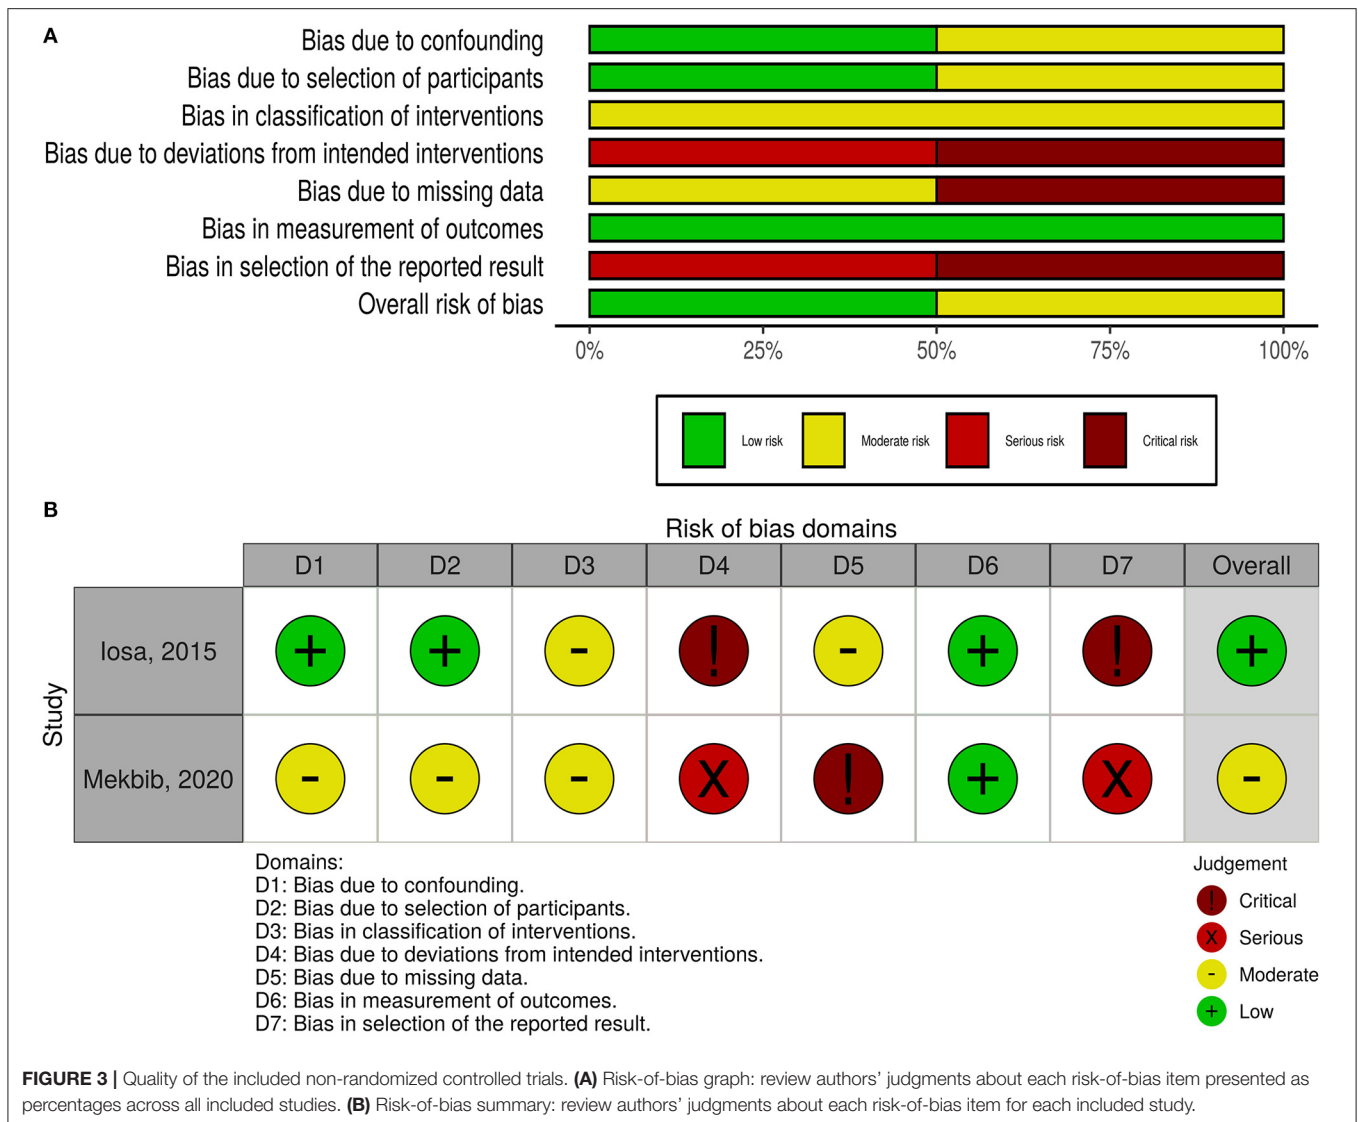 A
Bias due to confounding
Bias due to selection of participants
Bias in classification of interventions
Bias due to deviations from intended interventions
Bias due to missing data
Bias in measurement of outcomes
Bias in selection of the reported result
Overall risk of bias
0% 25% 50% 75% 100%
Low risk Moderate risk Serious risk Critical risk
B
Risk of bias domains
D1 D2 D3 D4 D5 D6 D7 Overall
Study
Iosa, 2015 + + - ! - + ! +
Mekbib, 2020 - - - X ! + X -
Domains:
D1: Bias due to confounding.
D2: Bias due to selection of participants.
D3: Bias in classification of interventions.
D4: Bias due to deviations from intended interventions.
D5: Bias due to missing data.
D6: Bias in measurement of outcomes.
D7: Bias in selection of the reported result.
Judgement
! Critical
X Serious
- Moderate
+ Low
FIGURE 3 | Quality of the included non-randomized controlled trials. (A) Risk-of-bias graph: review authors' judgments about each risk-of-bias item presented as
percentages across all included studies. (B) Risk-of-bias summary: review authors' judgments about each risk-of-bias item for each included study.